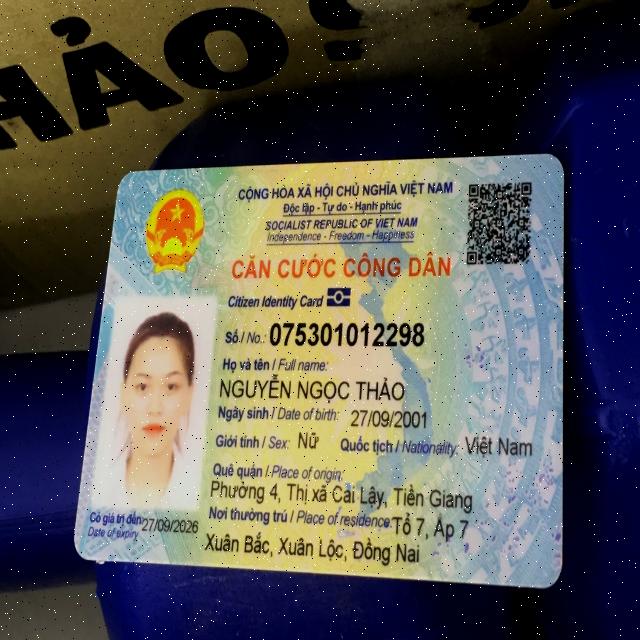 HẢO
CỘNG HÒA XÃ HỘI CHỦ NGHĨA VIỆT NAM
Độc lập - Tự do - Hạnh phúc
SOCIALIST REPUBLIC OF VIET NAM
Independence - Freedom - Happiness
CĂN CƯỚC CÔNG DÂN
Citizen Identity Card
Số / No.: 075301012298
Họ và tên / Full name:
NGUYỄN NGỌC THẢO
Ngày sinh / Date of birth: 27/09/2001
Giới tính / Sex: Nữ Quốc tịch / Nationality: Việt Nam
Quê quán / Place of origin:
Phường 4, Thị xã Cai Lậy, Tiền Giang
Nơi thường trú / Place of residence: Tổ 7, Ấp 7
Xuân Bắc, Xuân Lộc, Đồng Nai
Có giá trị đến: 27/09/2026
Date of expiry